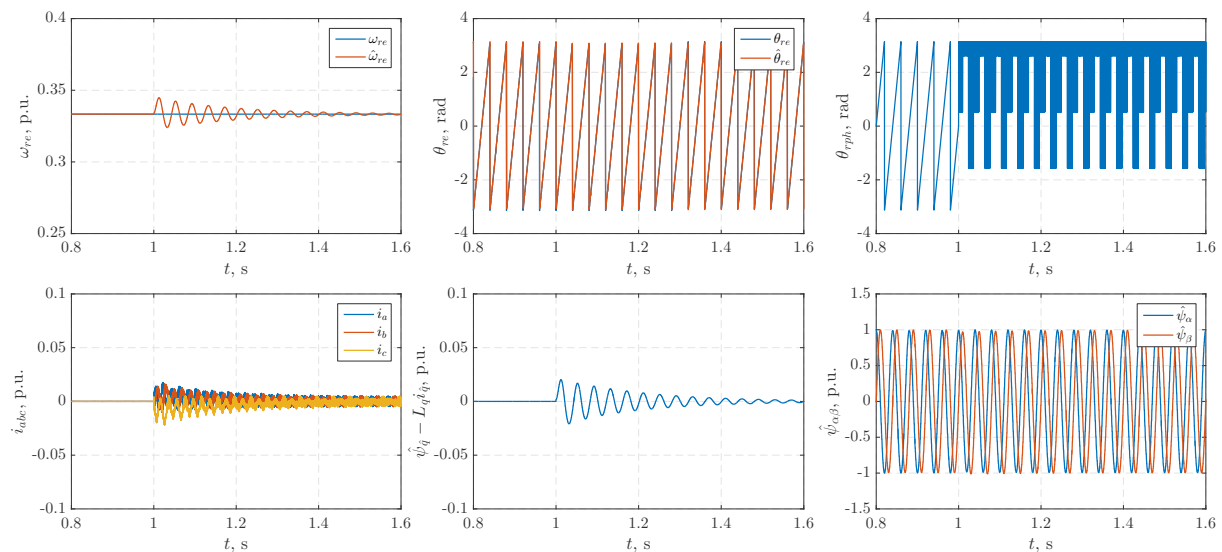 0.4
0.35
0.3
0.25
ω_re, p.u.
0.8 1 1.2 1.4 1.6
t, s
ω_re
ω̂_re
4
2
0
-2
-4
θ_re, rad
0.8 1 1.2 1.4 1.6
t, s
θ_re
θ̂_re
4
2
0
-2
-4
θ_rph, rad
0.8 1 1.2 1.4 1.6
t, s
0.1
0.05
0
-0.05
-0.1
i_abc, p.u.
0.8 1 1.2 1.4 1.6
t, s
i_a
i_b
i_c
0.1
0.05
0
-0.05
-0.1
ψ̂_q̂ − L_q i_q̂, p.u.
0.8 1 1.2 1.4 1.6
t, s
1.5
1
0.5
0
-0.5
-1
-1.5
ψ̂_αβ, p.u.
0.8 1 1.2 1.4 1.6
t, s
ψ̂_α
ψ̂_β